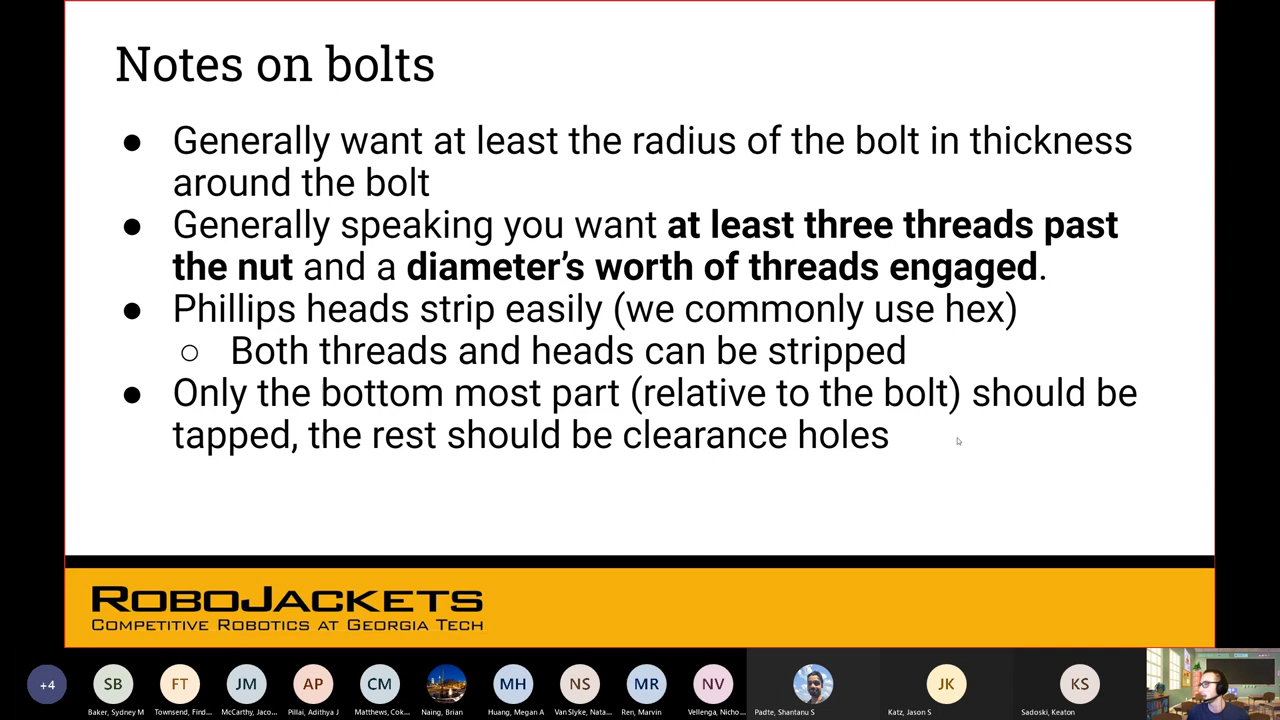 Notes on bolts
● Generally want at least the radius of the bolt in thickness
around the bolt
● Generally speaking you want at least three threads past
the nut and a diameter's worth of threads engaged.
● Phillips heads strip easily (we commonly use hex)
○ Both threads and heads can be stripped
● Only the bottom most part (relative to the bolt) should be
tapped, the rest should be clearance holes
ROBOJACKETS
COMPETITIVE ROBOTICS AT GEORGIA TECH
+4 SB FT JM AP CM MH NS MR NV JK KS
Baker, Sydney M Townsend, Find... McCarthy, Jaco... Pillai, Adithya J Matthews, Cok... Naing, Brian Huang, Megan A Van Slyke, Nata... Ren, Marvin Vellenga, Nicho... Padte, Shantanu S Katz, Jason S Sadoski, Keaton